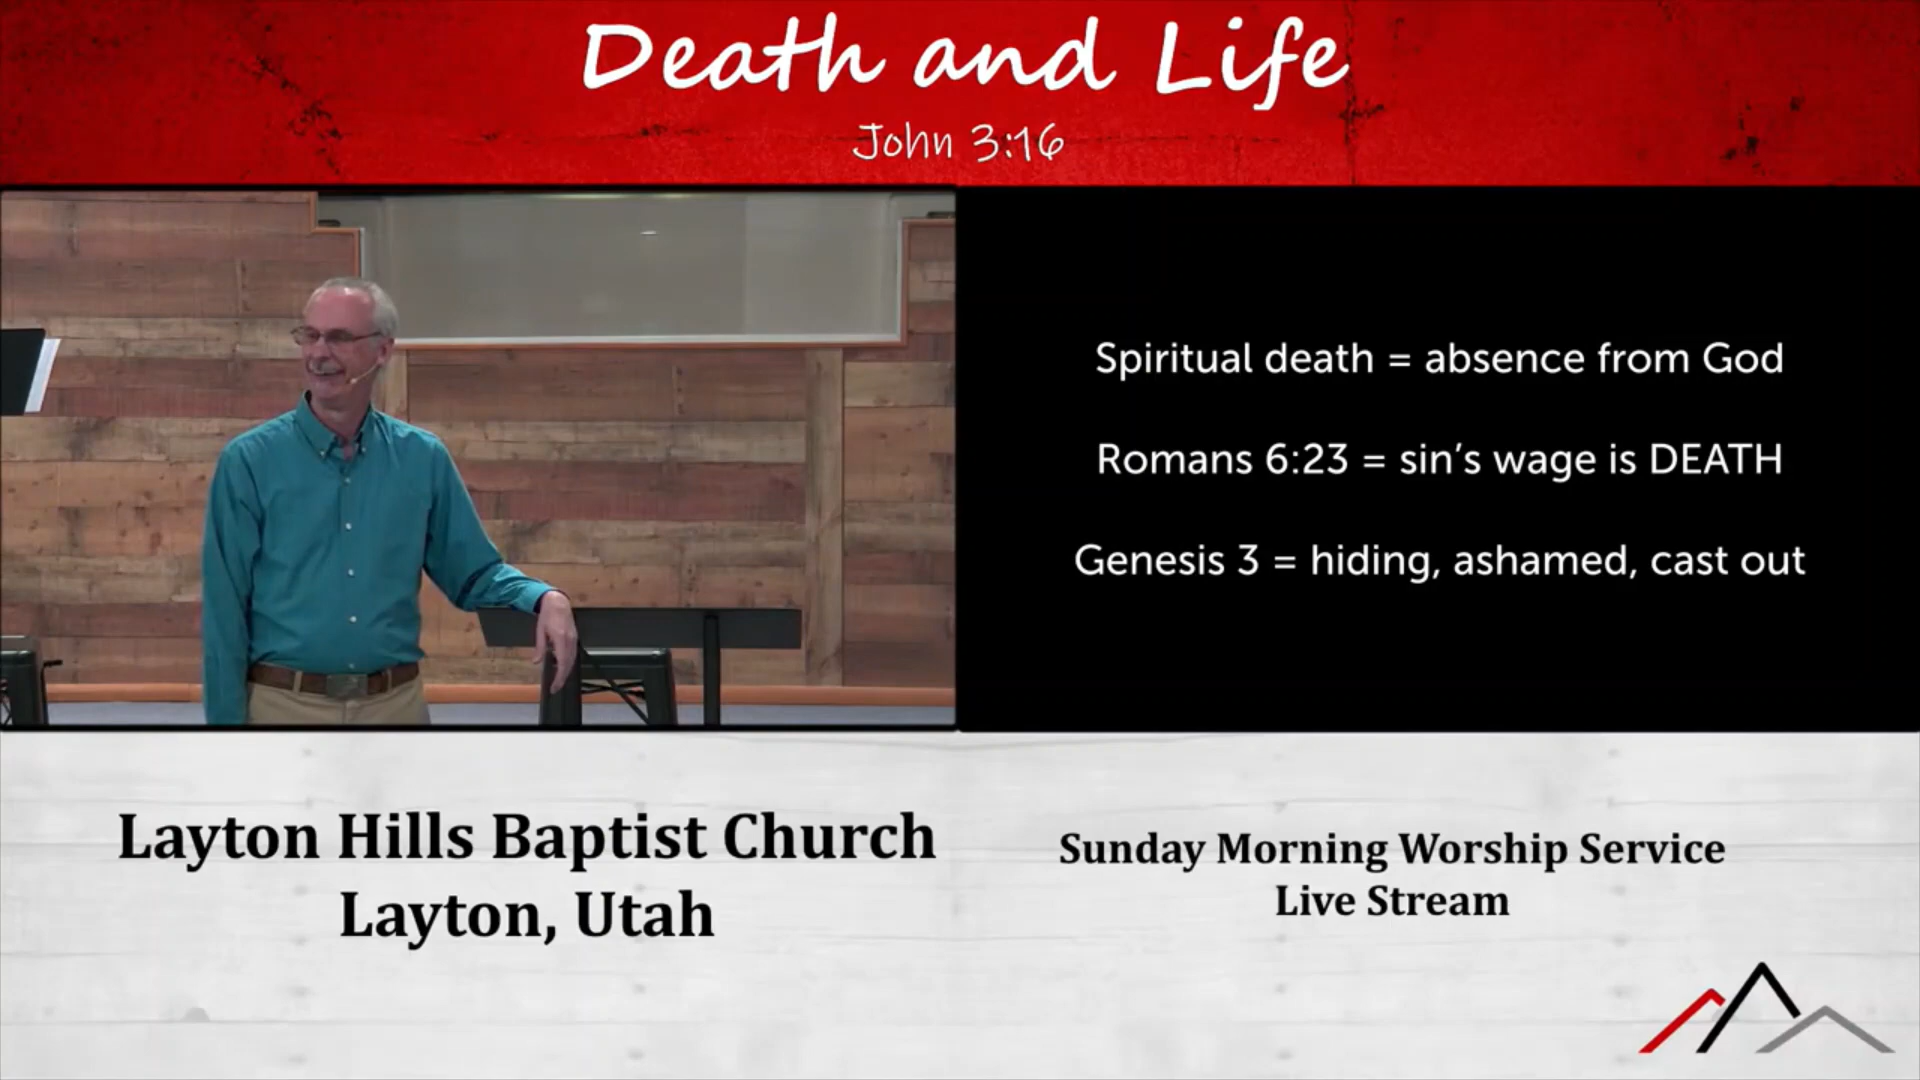 Death and Life
John 3:16
Spiritual death = absence from God
Romans 6:23 = sin's wage is DEATH
Genesis 3 = hiding, ashamed, cast out
Layton Hills Baptist Church
Layton, Utah
Sunday Morning Worship Service
Live Stream